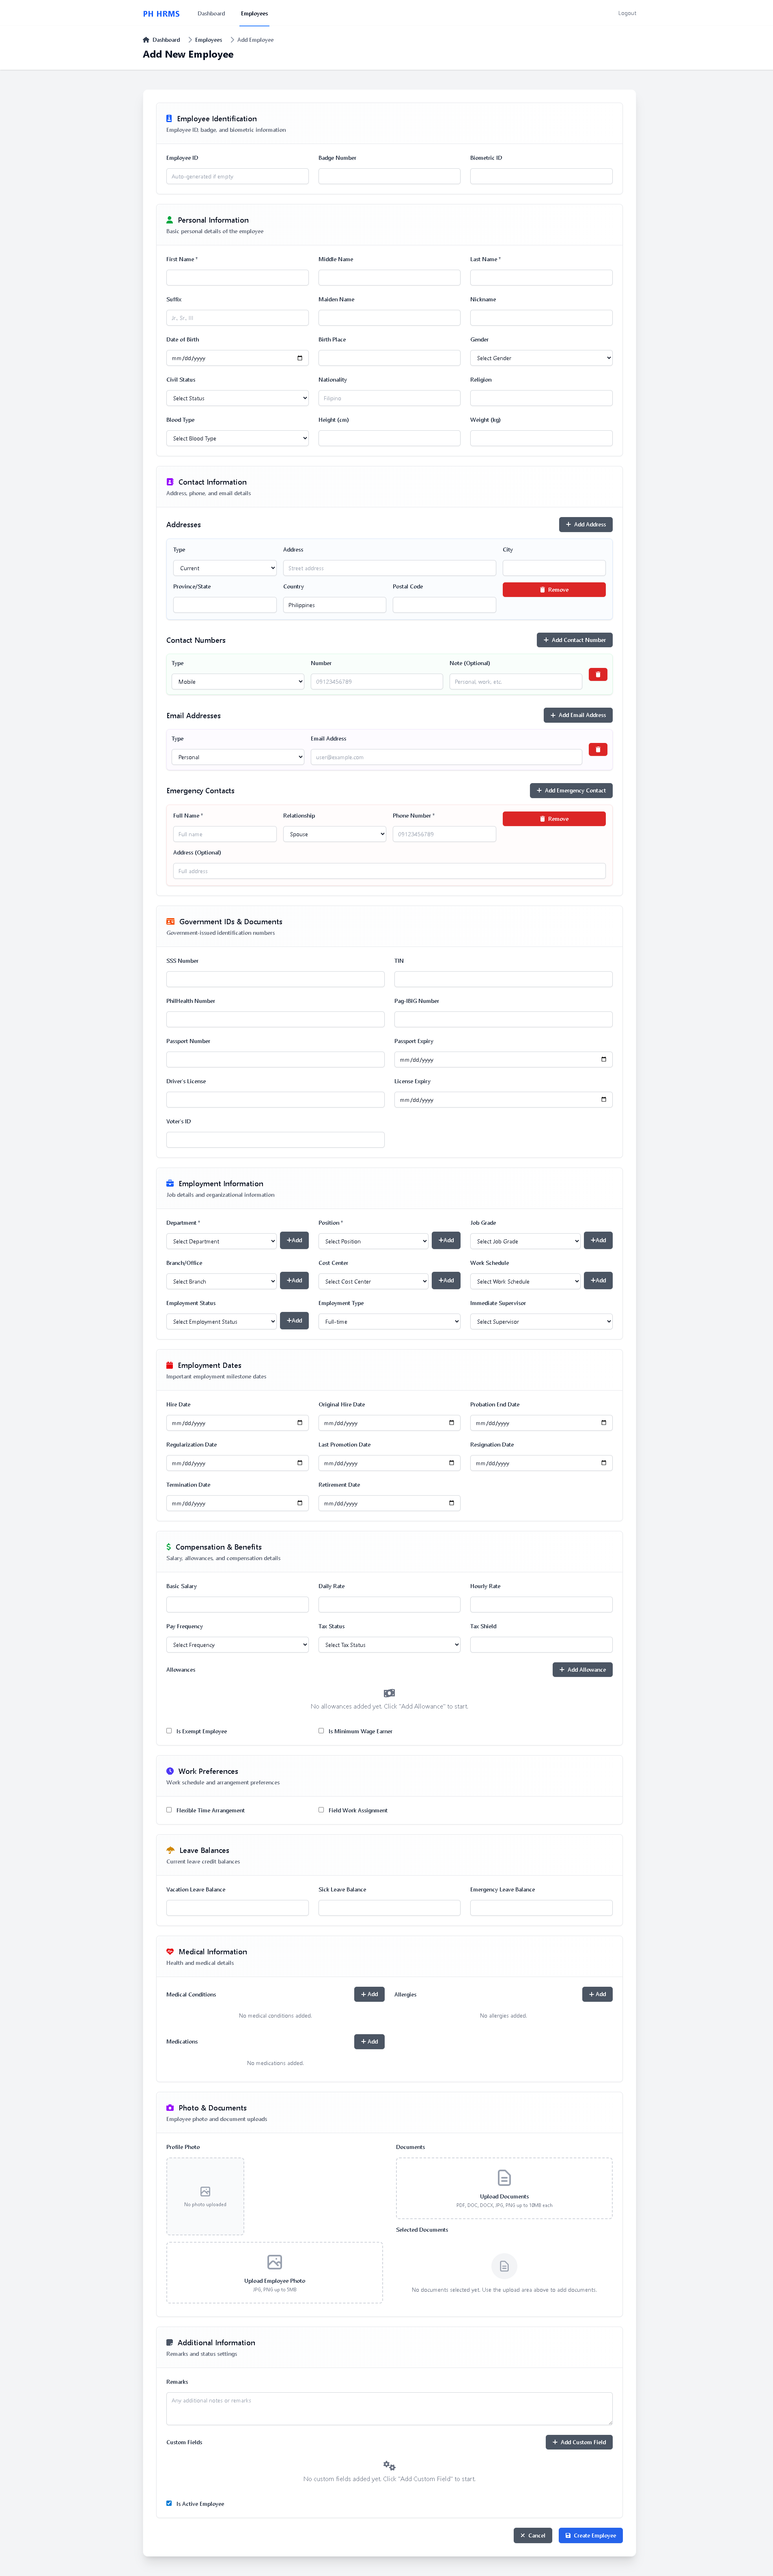 PH HRMS Dashboard Employees Logout
Dashboard Employees Add Employee
Add New Employee
Employee Identification
Employee ID, badge, and biometric information
Employee ID Badge Number Biometric ID
Auto-generated if empty
Personal Information
Basic personal details of the employee
First Name * Middle Name Last Name *
Suffix Maiden Name Nickname
Jr., Sr., III
Date of Birth Birth Place Gender
mm/dd/yyyy Select Gender
Civil Status Nationality Religion
Select Status Filipino
Blood Type Height (cm) Weight (kg)
Select Blood Type
Contact Information
Address, phone, and email details
Addresses Add Address
Type Address City
Current Street address
Province/State Country Postal Code
Philippines Remove
Contact Numbers Add Contact Number
Type Number Note (Optional)
Mobile 09123456789 Personal, work, etc.
Email Addresses Add Email Address
Type Email Address
Personal user@example.com
Emergency Contacts Add Emergency Contact
Full Name * Relationship Phone Number * Remove
Full name Spouse 09123456789
Address (Optional)
Full address
Government IDs & Documents
Government-issued identification numbers
SSS Number TIN
PhilHealth Number Pag-IBIG Number
Passport Number Passport Expiry
mm/dd/yyyy
Driver's License License Expiry
mm/dd/yyyy
Voter's ID
Employment Information
Job details and organizational information
Department * Position * Job Grade
Select Department Add Select Position Add Select Job Grade Add
Branch/Office Cost Center Work Schedule
Select Branch Add Select Cost Center Add Select Work Schedule Add
Employment Status Employment Type Immediate Supervisor
Select Employment Status Add Full-time Select Supervisor
Employment Dates
Important employment milestone dates
Hire Date Original Hire Date Probation End Date
mm/dd/yyyy mm/dd/yyyy mm/dd/yyyy
Regularization Date Last Promotion Date Resignation Date
mm/dd/yyyy mm/dd/yyyy mm/dd/yyyy
Termination Date Retirement Date
mm/dd/yyyy mm/dd/yyyy
Compensation & Benefits
Salary, allowances, and compensation details
Basic Salary Daily Rate Hourly Rate
Pay Frequency Tax Status Tax Shield
Select Frequency Select Tax Status
Allowances Add Allowance
No allowances added yet. Click "Add Allowance" to start.
Is Exempt Employee Is Minimum Wage Earner
Work Preferences
Work schedule and arrangement preferences
Flexible Time Arrangement Field Work Assignment
Leave Balances
Current leave credit balances
Vacation Leave Balance Sick Leave Balance Emergency Leave Balance
Medical Information
Health and medical details
Medical Conditions Add Allergies Add
No medical conditions added. No allergies added.
Medications Add
No medications added.
Photo & Documents
Employee photo and document uploads
Profile Photo Documents
No photo uploaded
Upload Documents
PDF, DOC, DOCX, JPG, PNG up to 10MB each
Selected Documents
Upload Employee Photo
JPG, PNG up to 5MB
No documents selected yet. Use the upload area above to add documents.
Additional Information
Remarks and status settings
Remarks
Any additional notes or remarks
Custom Fields Add Custom Field
No custom fields added yet. Click "Add Custom Field" to start.
Is Active Employee
Cancel Create Employee